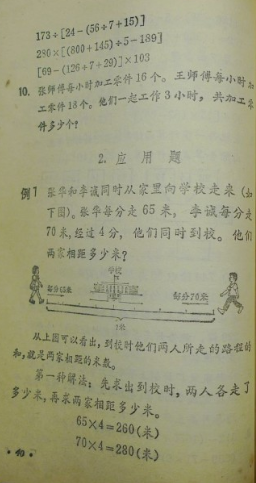 173÷[24-(56÷7+15)]
290×[(800+145)÷5-189]
[69-(126+7+29)]×103
10. 张师傅每小时加工零件16个。王师傅每小时加
工零件18个。他们一起工作3小时，共加工零
件多少个？
2. 应用题
例1 张华和李诚同时从家里向学校走来（如
下图）。张华每分走65米，李诚每分走
70米，经过4分，他们同时到校。他们
两家相距多少米？
学校
每分65米 每分70米
?米
从上图可以看出，到校时他们两人所走的路程的
和，就是两家相距的米数。
第一种解法：先求出到校时，两人各走了
多少米，再求两家相距多少米。
65×4=260(米)
70×4=280(米)
·40·